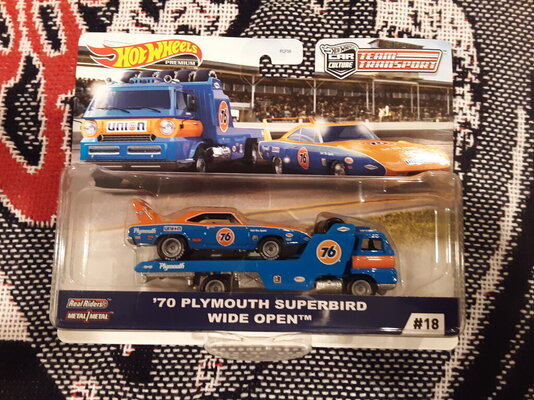 Hot Wheels
PREMIUM
CAR
CULTURE
TEAM
TRANSPORT
UNION
76
76
UNION
76
Plymouth
76
Plymouth
Real Riders
METAL/METAL
'70 PLYMOUTH SUPERBIRD
WIDE OPEN™
#18